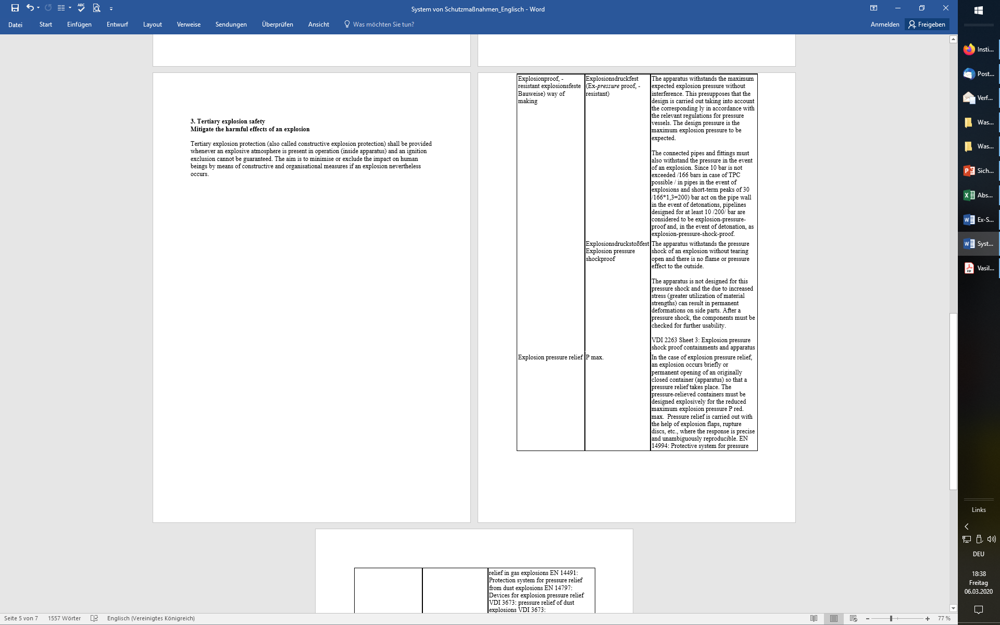 System von Schutzmaßnahmen_Englisch - Word
Datei Start Einfügen Entwurf Layout Verweise Sendungen Überprüfen Ansicht Was möchten Sie tun? Anmelden Freigeben
3. Tertiary explosion safety
Mitigate the harmful effects of an explosion
Tertiary explosion protection (also called constructive explosion protection) shall be provided
whenever an explosive atmosphere is present in operation (inside apparatus) and an ignition
exclusion cannot be guaranteed. The aim is to minimise or exclude the impact on human
beings by means of constructive and organisational measures if an explosion nevertheless
occurs.
Explosionproof, -
resistant explosionsfeste
Bauweise) way of
making
Explosionsdruckfest
(Ex-pressure proof, -
resistant)
The apparatus withstands the maximum
expected explosion pressure without
interference. This presupposes that the
design is carried out taking into account
the corresponding ly in accordance with
the relevant regulations for pressure
vessels. The design pressure is the
maximum explosion pressure to be
expected.
The connected pipes and fittings must
also withstand the pressure in the event
of an explosion. Since 10 bar is not
exceeded /166 bars in case of TPC
possible / in pipes in the event of
explosions and short-term peaks of 30
/166*1,3=200) bar act on the pipe wall
in the event of detonations, pipelines
designed for at least 10 /200/ bar are
considered to be explosion-pressure-
proof and, in the event of detonation, as
explosion-pressure-shock-proof.
Explosionsdruckstoßfest
Explosion pressure
shockproof
The apparatus withstands the pressure
shock of an explosion without tearing
open and there is no flame or pressure
effect to the outside.
The apparatus is not designed for this
pressure shock and the due to increased
stress (greater utilization of material
strengths) can result in permanent
deformations on side parts. After a
pressure shock, the components must be
checked for further usability.
VDI 2263 Sheet 3: Explosion pressure
shock proof containments and apparatus
Explosion pressure relief
P max.
In the case of explosion pressure relief,
an explosion occurs briefly or
permanent opening of an originally
closed container (apparatus) so that a
pressure relief takes place. The
pressure-relieved containers must be
designed explosively for the reduced
maximum explosion pressure P red.
max. Pressure relief is carried out with
the help of explosion flaps, rupture
discs, etc., where the response is precise
and unambiguously reproducible. EN
14994: Protective system for pressure
relief in gas explosions EN 14491:
Protection system for pressure relief
from dust explosions EN 14797:
Devices for explosion pressure relief
VDI 3673: pressure relief of dust
explosions VDI 3673:
Seite 5 von 7 1557 Wörter Englisch (Vereinigtes Königreich) 77 %
Insti...
Post...
Verf...
Was...
Was...
Sich...
Abs...
Ex-S...
Syst...
Vasil...
Links
DEU
18:38
Freitag
06.03.2020